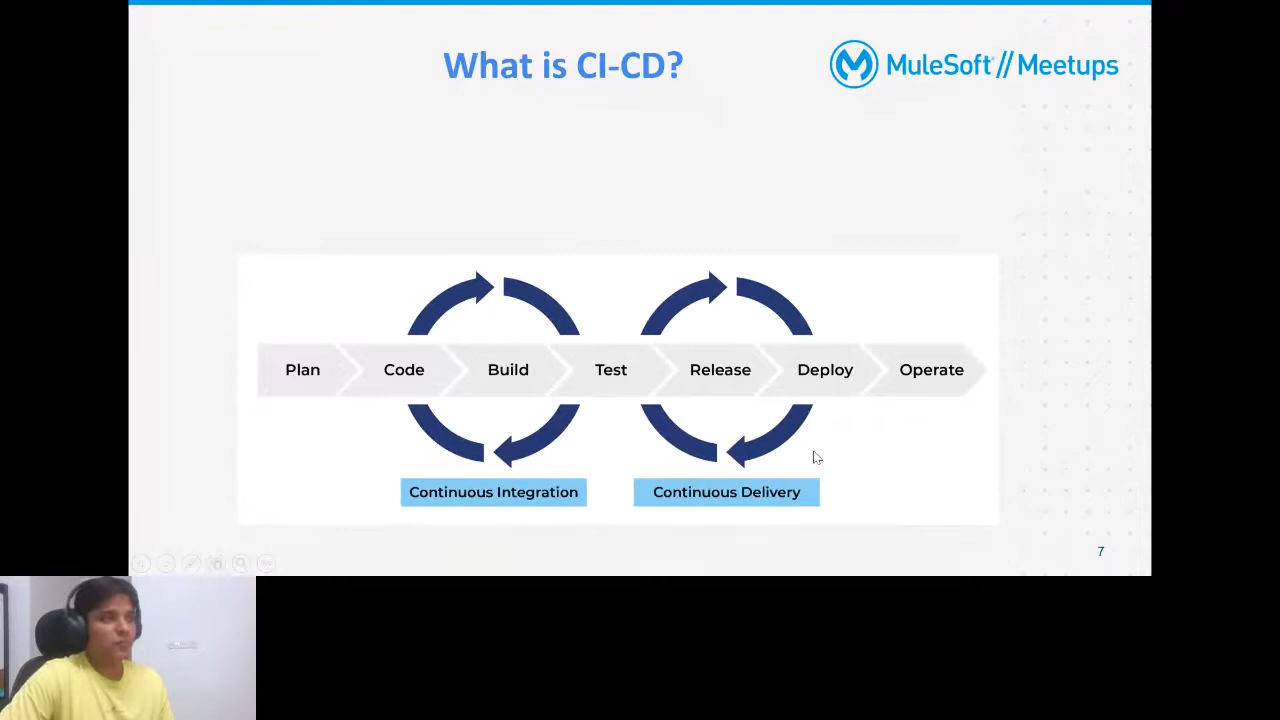 What is CI-CD?
MuleSoft // Meetups
Plan
Code
Build
Test
Release
Deploy
Operate
Continuous Integration
Continuous Delivery
7